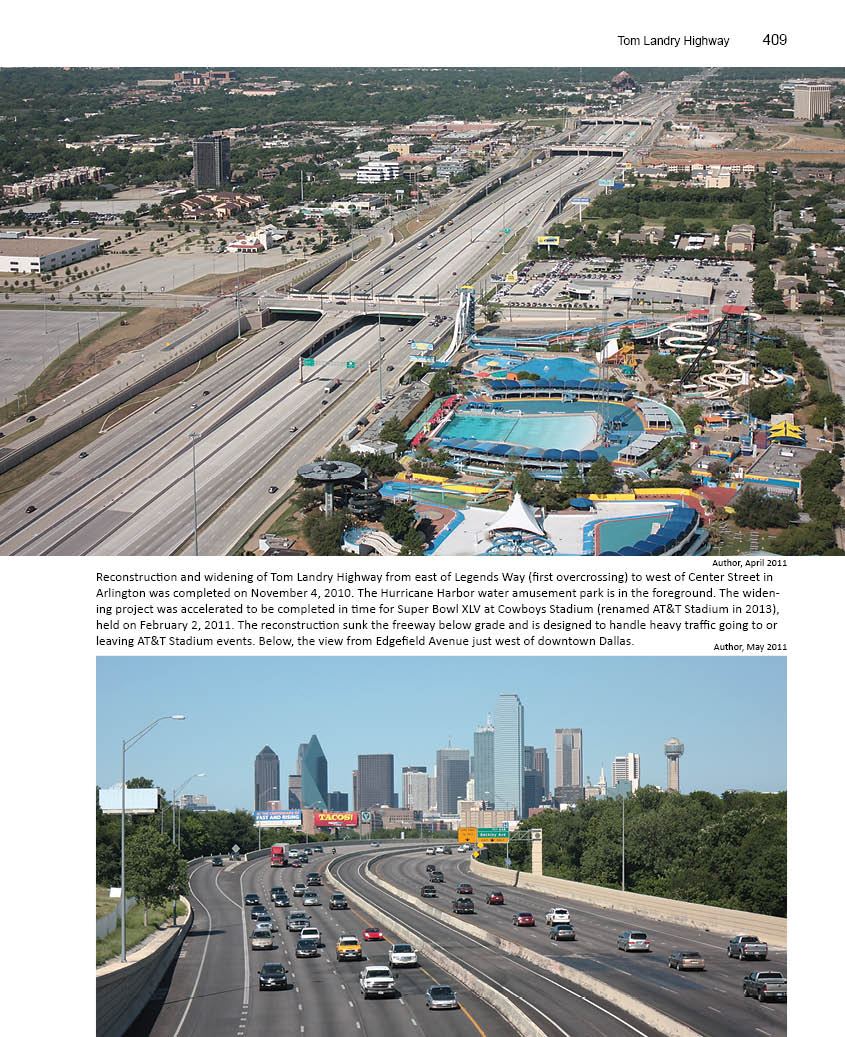 Tom Landry Highway 409
Author, April 2011
Reconstruction and widening of Tom Landry Highway from east of Legends Way (first overcrossing) to west of Center Street in
Arlington was completed on November 4, 2010. The Hurricane Harbor water amusement park is in the foreground. The widen-
ing project was accelerated to be completed in time for Super Bowl XLV at Cowboys Stadium (renamed AT&T Stadium in 2013),
held on February 2, 2011. The reconstruction sunk the freeway below grade and is designed to handle heavy traffic going to or
leaving AT&T Stadium events. Below, the view from Edgefield Avenue just west of downtown Dallas.
Author, May 2011
FAST AND RISING
TACOS!
Beckley Ave